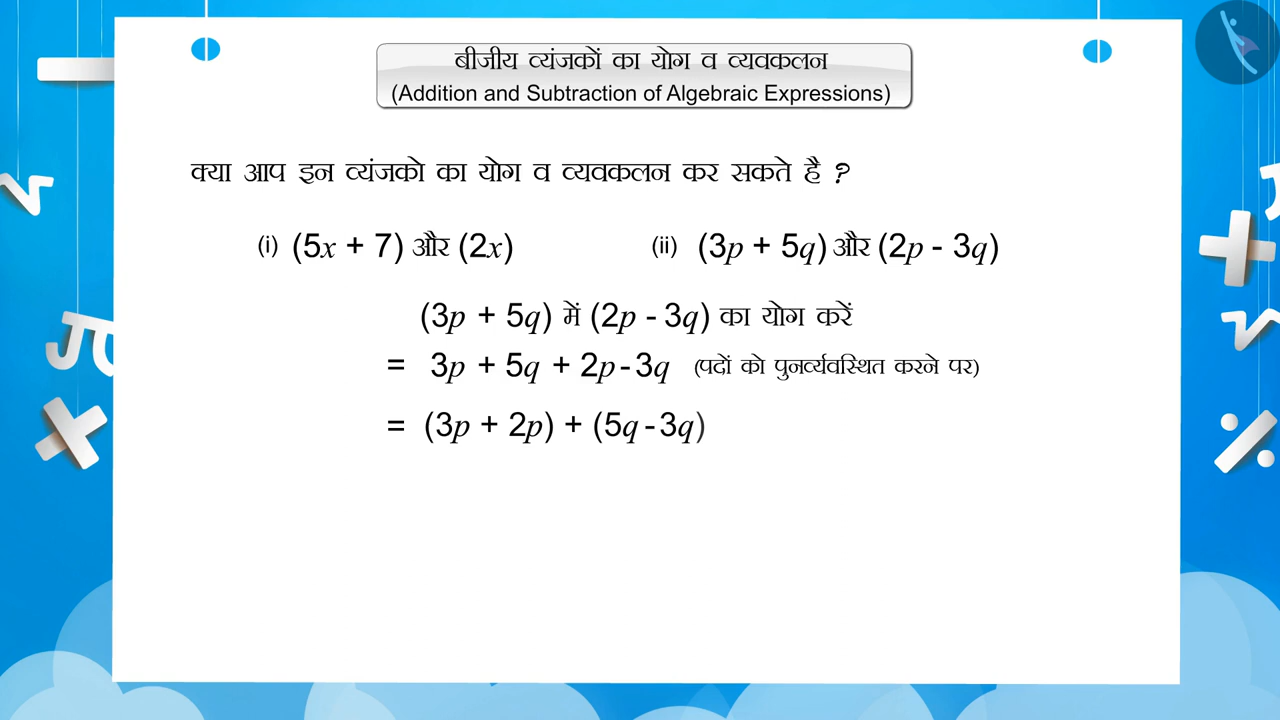 बीजीय व्यंजकों का योग व व्यवकलन
(Addition and Subtraction of Algebraic Expressions)
क्या आप इन व्यंजको का योग व व्यवकलन कर सकते है ?
(i) (5x + 7) और (2x) (ii) (3p + 5q) और (2p - 3q)
(3p + 5q) में (2p - 3q) का योग करें
= 3p + 5q + 2p - 3q (पदों को पुनर्व्यवस्थित करने पर)
= (3p + 2p) + (5q - 3q)